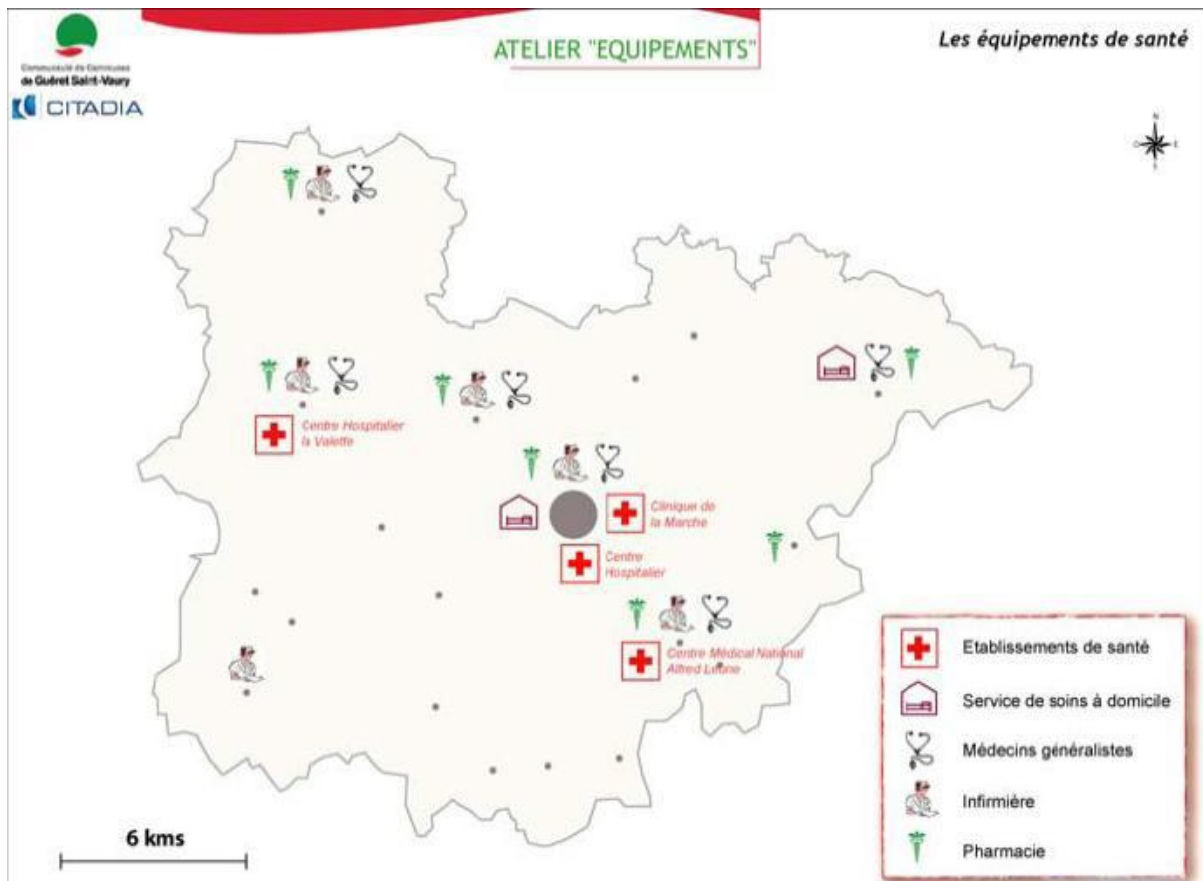 Communauté de Communes
de Guéret Saint-Vaury
CITADIA
ATELIER "EQUIPEMENTS"
Les équipements de santé
N
O
E
S
Centre Hospitalier
la Valette
Clinique de
la Marche
Centre
Hospitalier
Centre Médical National
Alfred Leune
6 kms
Etablissements de santé
Service de soins à domicile
Médecins généralistes
Infirmière
Pharmacie